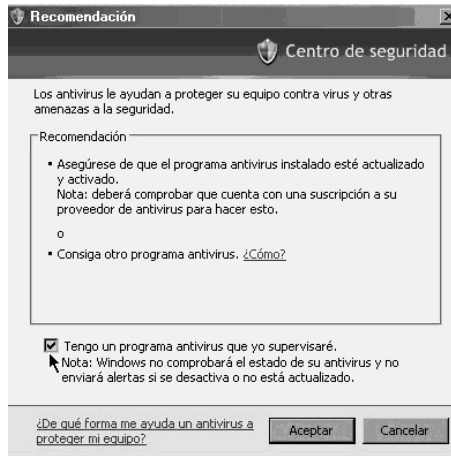 Recomendación
Centro de seguridad
Los antivirus le ayudan a proteger su equipo contra virus y otras
amenazas a la seguridad.
Recomendación
• Asegúrese de que el programa antivirus instalado esté actualizado
y activado.
Nota: deberá comprobar que cuenta con una suscripción a su
proveedor de antivirus para hacer esto.
o
• Consiga otro programa antivirus. ¿Cómo?
Tengo un programa antivirus que yo supervisaré.
Nota: Windows no comprobará el estado de su antivirus y no
enviará alertas si se desactiva o no está actualizado.
¿De qué forma me ayuda un antivirus a
proteger mi equipo?
Aceptar
Cancelar